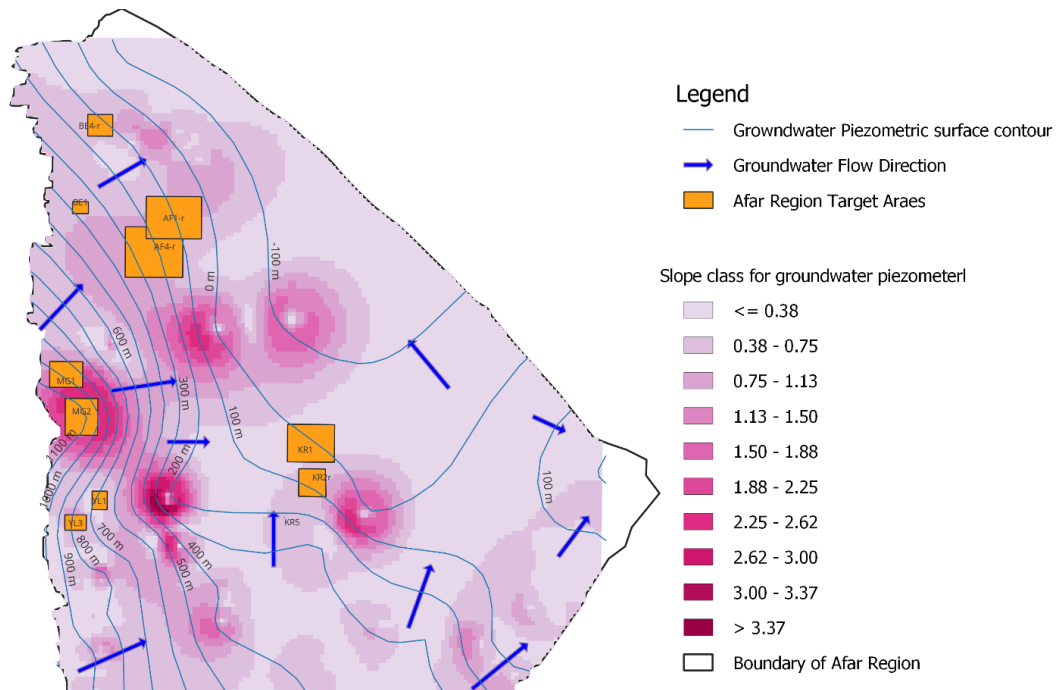 Legend
Growndwater Piezometric surface contour
Groundwater Flow Direction
Afar Region Target Araes
Slope class for groundwater piezometerl
<= 0.38
0.38 - 0.75
0.75 - 1.13
1.13 - 1.50
1.50 - 1.88
1.88 - 2.25
2.25 - 2.62
2.62 - 3.00
3.00 - 3.37
> 3.37
Boundary of Afar Region
BE4-r
BE1
AF1-r
AF4-r
-100 m
0 m
600 m
300 m
MG1
MG2
100 m
1100 m
KR1
200 m
1000 m
KR2r
100 m
YL1
YL3
700 m
KR5
800 m
400 m
900 m
500 m